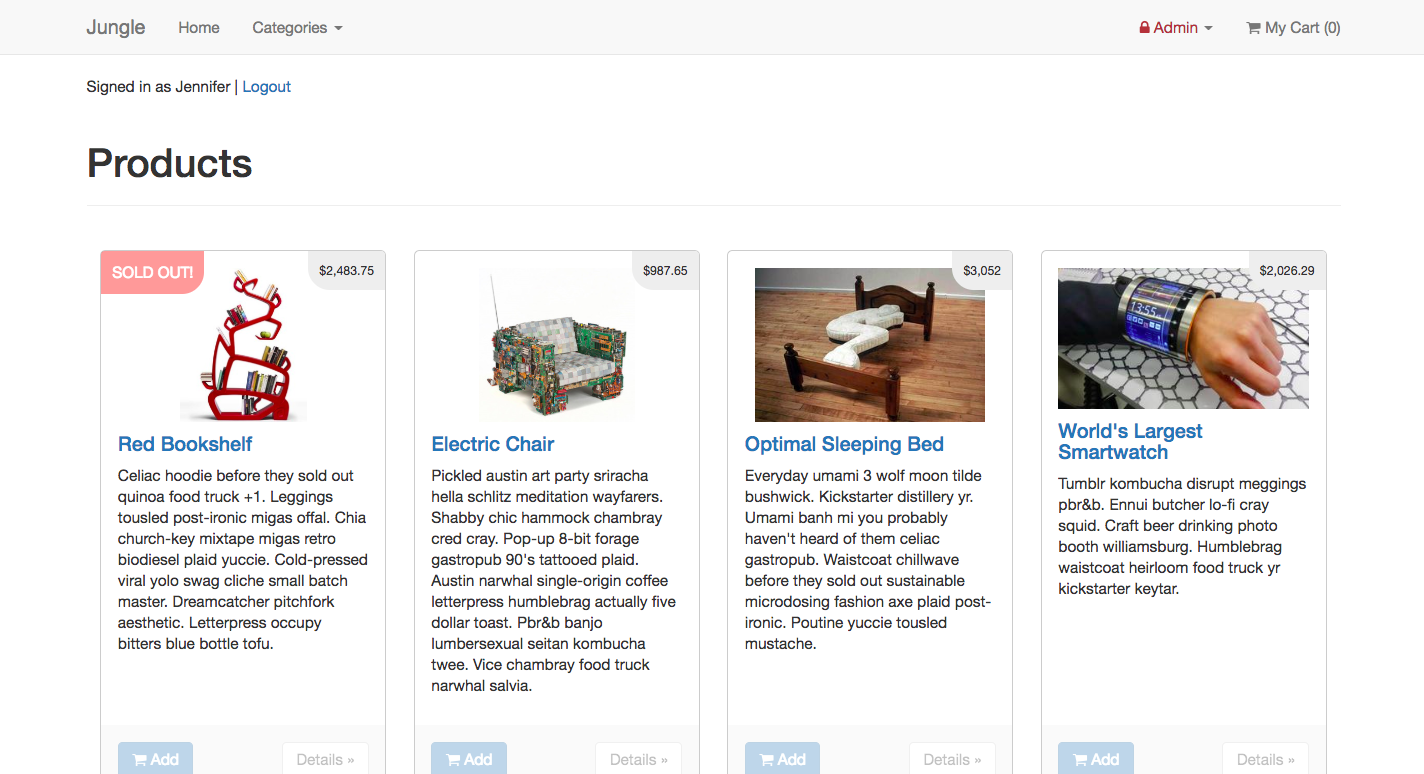 Jungle Home Categories Admin My Cart (0)
Signed in as Jennifer | Logout
Products
SOLD OUT! $2,483.75
Red Bookshelf
Celiac hoodie before they sold out
quinoa food truck +1. Leggings
tousled post-ironic migas offal. Chia
church-key mixtape migas retro
biodiesel plaid yuccie. Cold-pressed
viral yolo swag cliche small batch
master. Dreamcatcher pitchfork
aesthetic. Letterpress occupy
bitters blue bottle tofu.
Add Details »
$987.65
Electric Chair
Pickled austin art party sriracha
hella schlitz meditation wayfarers.
Shabby chic hammock chambray
cred cray. Pop-up 8-bit forage
gastropub 90's tattooed plaid.
Austin narwhal single-origin coffee
letterpress humblebrag actually five
dollar toast. Pbr&b banjo
lumbersexual seitan kombucha
twee. Vice chambray food truck
narwhal salvia.
Add Details »
$3,052
Optimal Sleeping Bed
Everyday umami 3 wolf moon tilde
bushwick. Kickstarter distillery yr.
Umami banh mi you probably
haven't heard of them celiac
gastropub. Waistcoat chillwave
before they sold out sustainable
microdosing fashion axe plaid post-
ironic. Poutine yuccie tousled
mustache.
Add Details »
$2,026.29
13:55
World's Largest
Smartwatch
Tumblr kombucha disrupt meggings
pbr&b. Ennui butcher lo-fi cray
squid. Craft beer drinking photo
booth williamsburg. Humblebrag
waistcoat heirloom food truck yr
kickstarter keytar.
Add Details »